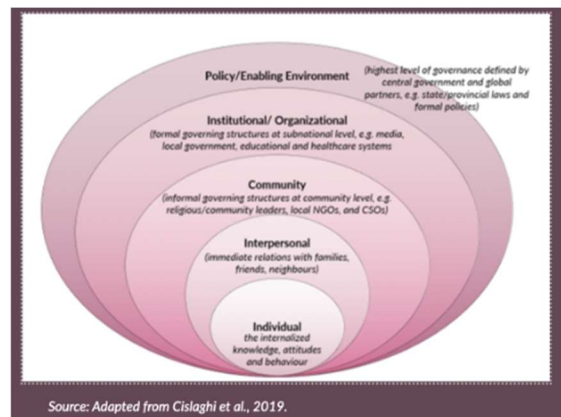 Policy/Enabling Environment
(highest level of governance defined by
central government and global
partners, e.g. state/provincial laws and
formal policies)
Institutional/ Organizational
(formal governing structures at subnational level, e.g. media,
local government, educational and healthcare systems
Community
(informal governing structures at community level, e.g.
religious/community leaders, local NGOs, and CSOs)
Interpersonal
(immediate relations with families,
friends, neighbours)
Individual
the internalized
knowledge, attitudes
and behaviour
Source: Adapted from Cislaghi et al., 2019.